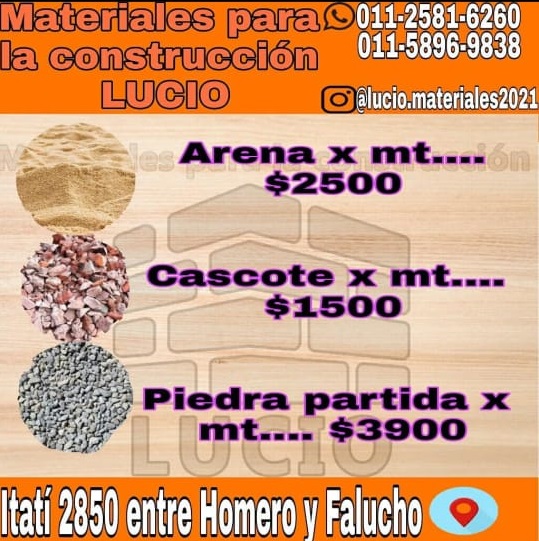 Materiales para
la construcción
LUCIO
011-2581-6260
011-5896-9838
@lucio.materiales2021
Arena x mt....
$2500
Cascote x mt....
$1500
Piedra partida x
mt.... $3900
LUCIO
Itatí 2850 entre Homero y Falucho